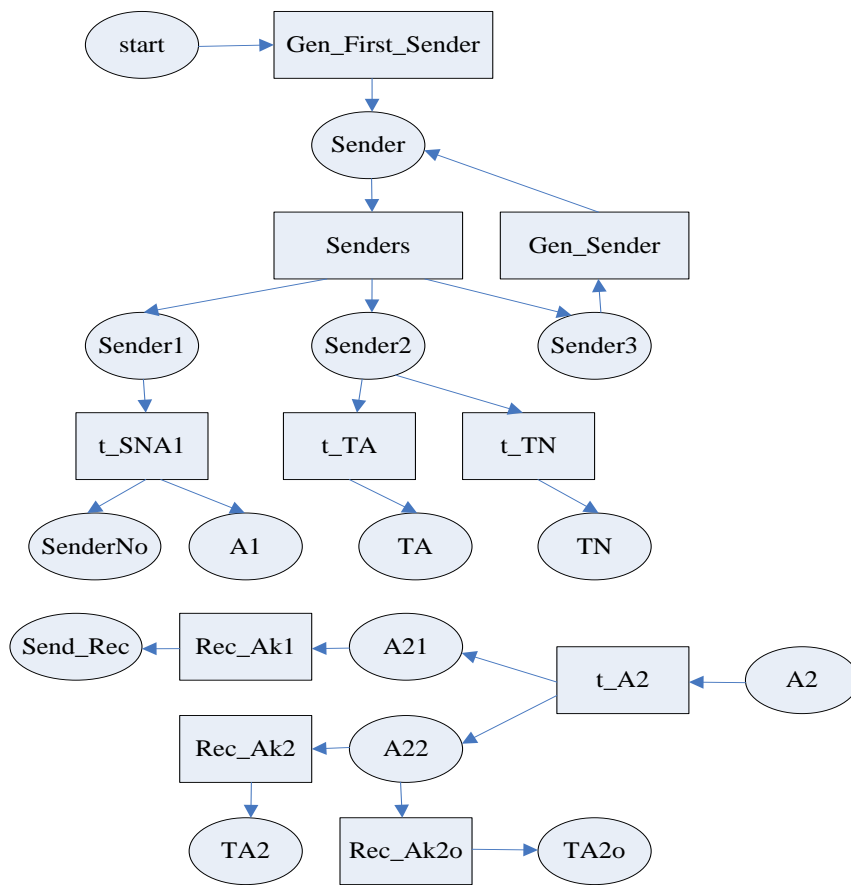 start
Gen_First_Sender
Sender
Senders
Gen_Sender
Sender1
Sender2
Sender3
t_SNA1
t_TA
t_TN
SenderNo
A1
TA
TN
Send_Rec
Rec_Ak1
A21
t_A2
A2
Rec_Ak2
A22
TA2
Rec_Ak2o
TA2o